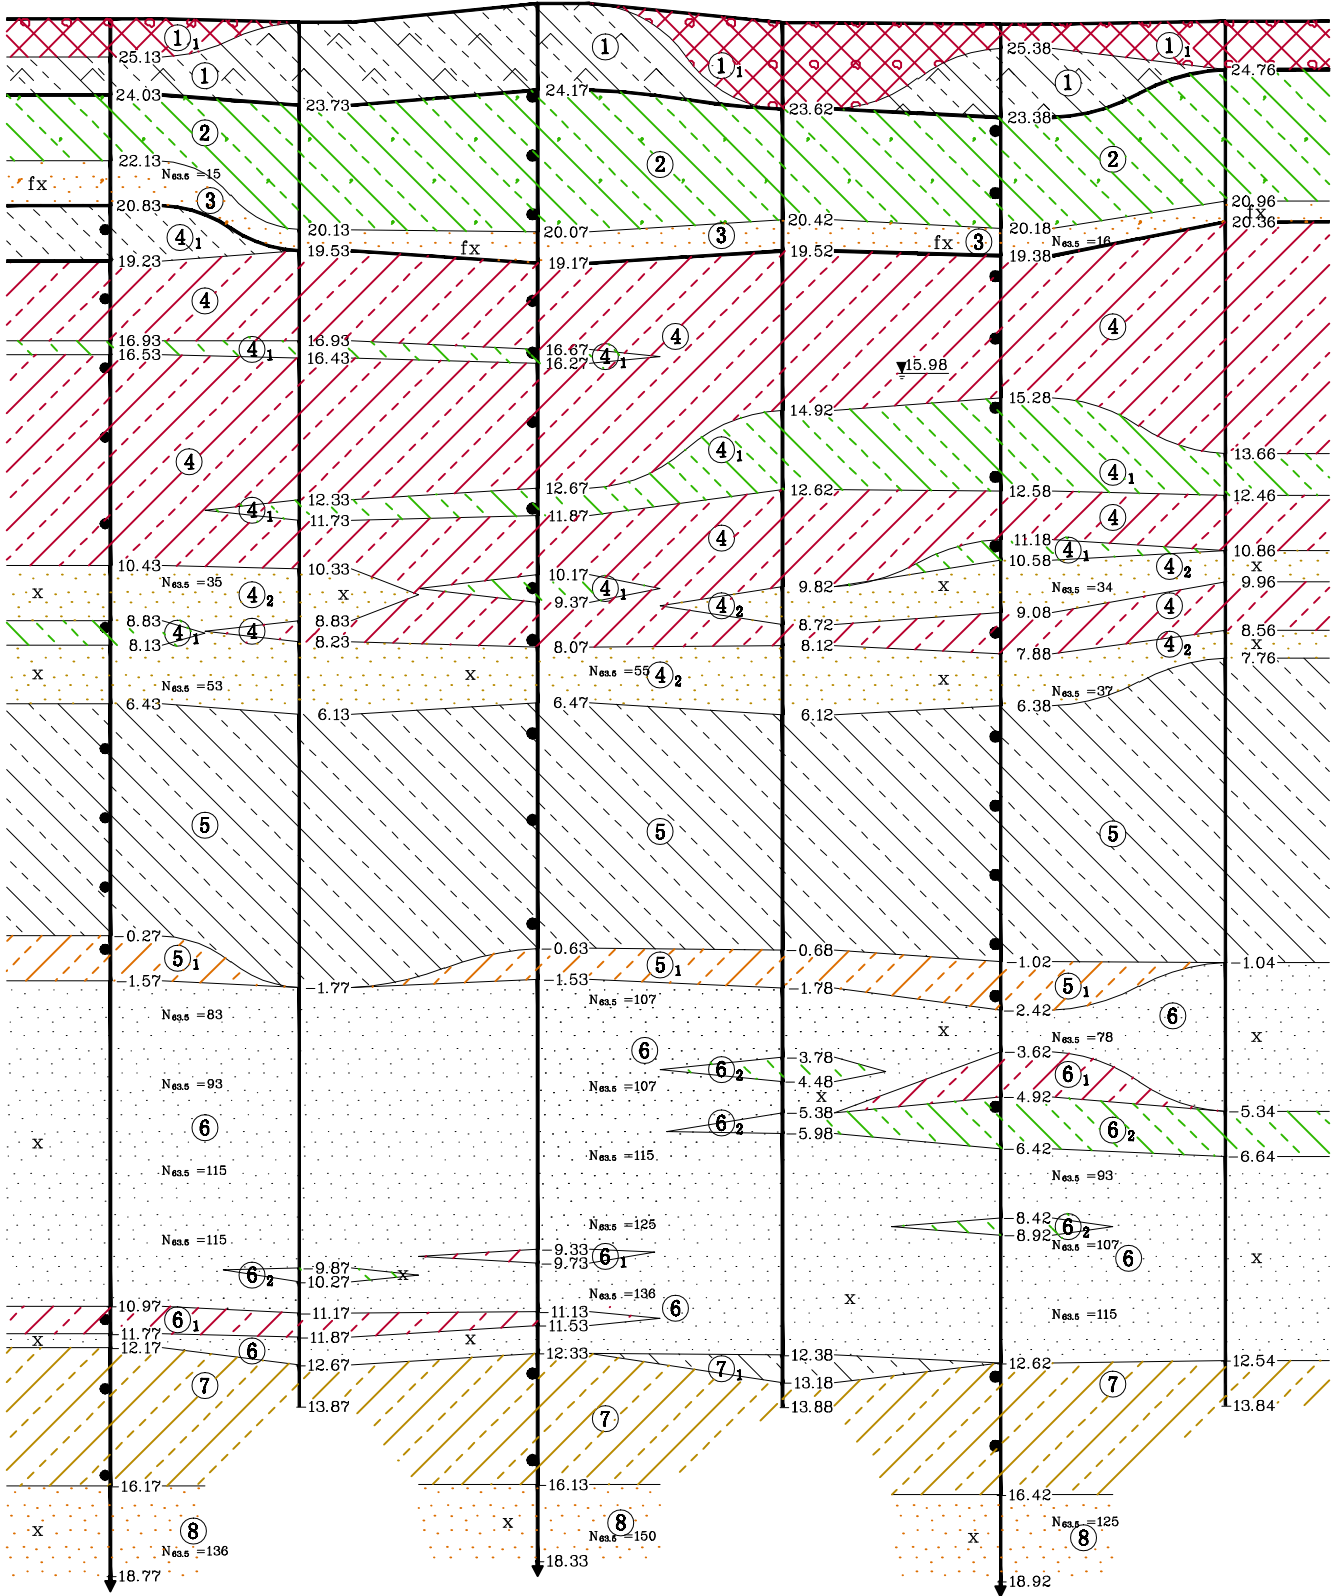 ①₁ ①₁ ①₁
25.13 ① ① 25.38
24.03 23.73 24.17 23.62 ① 23.38 24.76
② ② ②
22.13 N63.5 =15
fx ③
20.83 20.13 20.07 20.42 20.18 20.96
④₁ fx ③ fx ③ N63.5 =16 fx
19.23 19.53 19.17 19.52 19.38 20.36
④ ④ ④
16.93 ④₁ 16.93 16.67 ④₁
16.53 16.43 16.27
15.98
15.28
14.92
④ ④₁ ④₁ 13.66
12.33 12.67 12.62 12.58 12.46
④₁ 11.73 11.87 ④ ④
11.18 ④₁ 10.86
10.43 10.33 10.17 10.58 ④₂ x
x N63.5 =35 ④₂ x ④₁ 9.82 x N63.5 =34 9.96
9.37 ④₂ 9.08 ④
8.83 ④₁ ④ 8.83 8.72 8.56
8.13 8.23 8.07 8.12 7.88 ④₂ x
x N63.5 =53 x N63.5 =55 ④₂ x N63.5 =37 7.76
6.43 6.13 6.47 6.12 6.38
⑤ ⑤ ⑤
-0.27 -0.63 -0.68
⑤₁ ⑤₁ -1.02 -1.04
-1.57 -1.77 -1.53 -1.78 ⑤₁
N63.5 =83 N63.5 =107 -2.42 ⑥
x N63.5 =78 x
⑥ -3.78 -3.62
N63.5 =93 N63.5 =107 ⑥₂ -4.48 ⑥₁
x -4.92
x ⑥ ⑥₂ -5.38 ⑥₂ -5.34
-5.98
N63.5 =115 N63.5 =115 -6.42 -6.64
N63.5 =93
N63.5 =115 N63.5 =125 -8.42 ⑥₂
-8.92
-9.33 ⑥₁ N63.5 =107 ⑥ x
⑥₂ -9.87 x -9.73
-10.27
N63.5 =136 x
10.97 ⑥₁ -11.17 -11.13 ⑥ N63.5 =115
11.77 -11.87 x -11.53
x 12.17 ⑥ -12.67 -12.33 ⑦₁ -12.38 12.62 -12.54
⑦ -13.18 ⑦
-13.87 ⑦ -13.88 -13.84
-16.17 -16.13 -16.42
x ⑧ x ⑧ x N63.5 =125 ⑧
N63.5 =136 N63.5 =150
-18.77 -18.33 -18.92